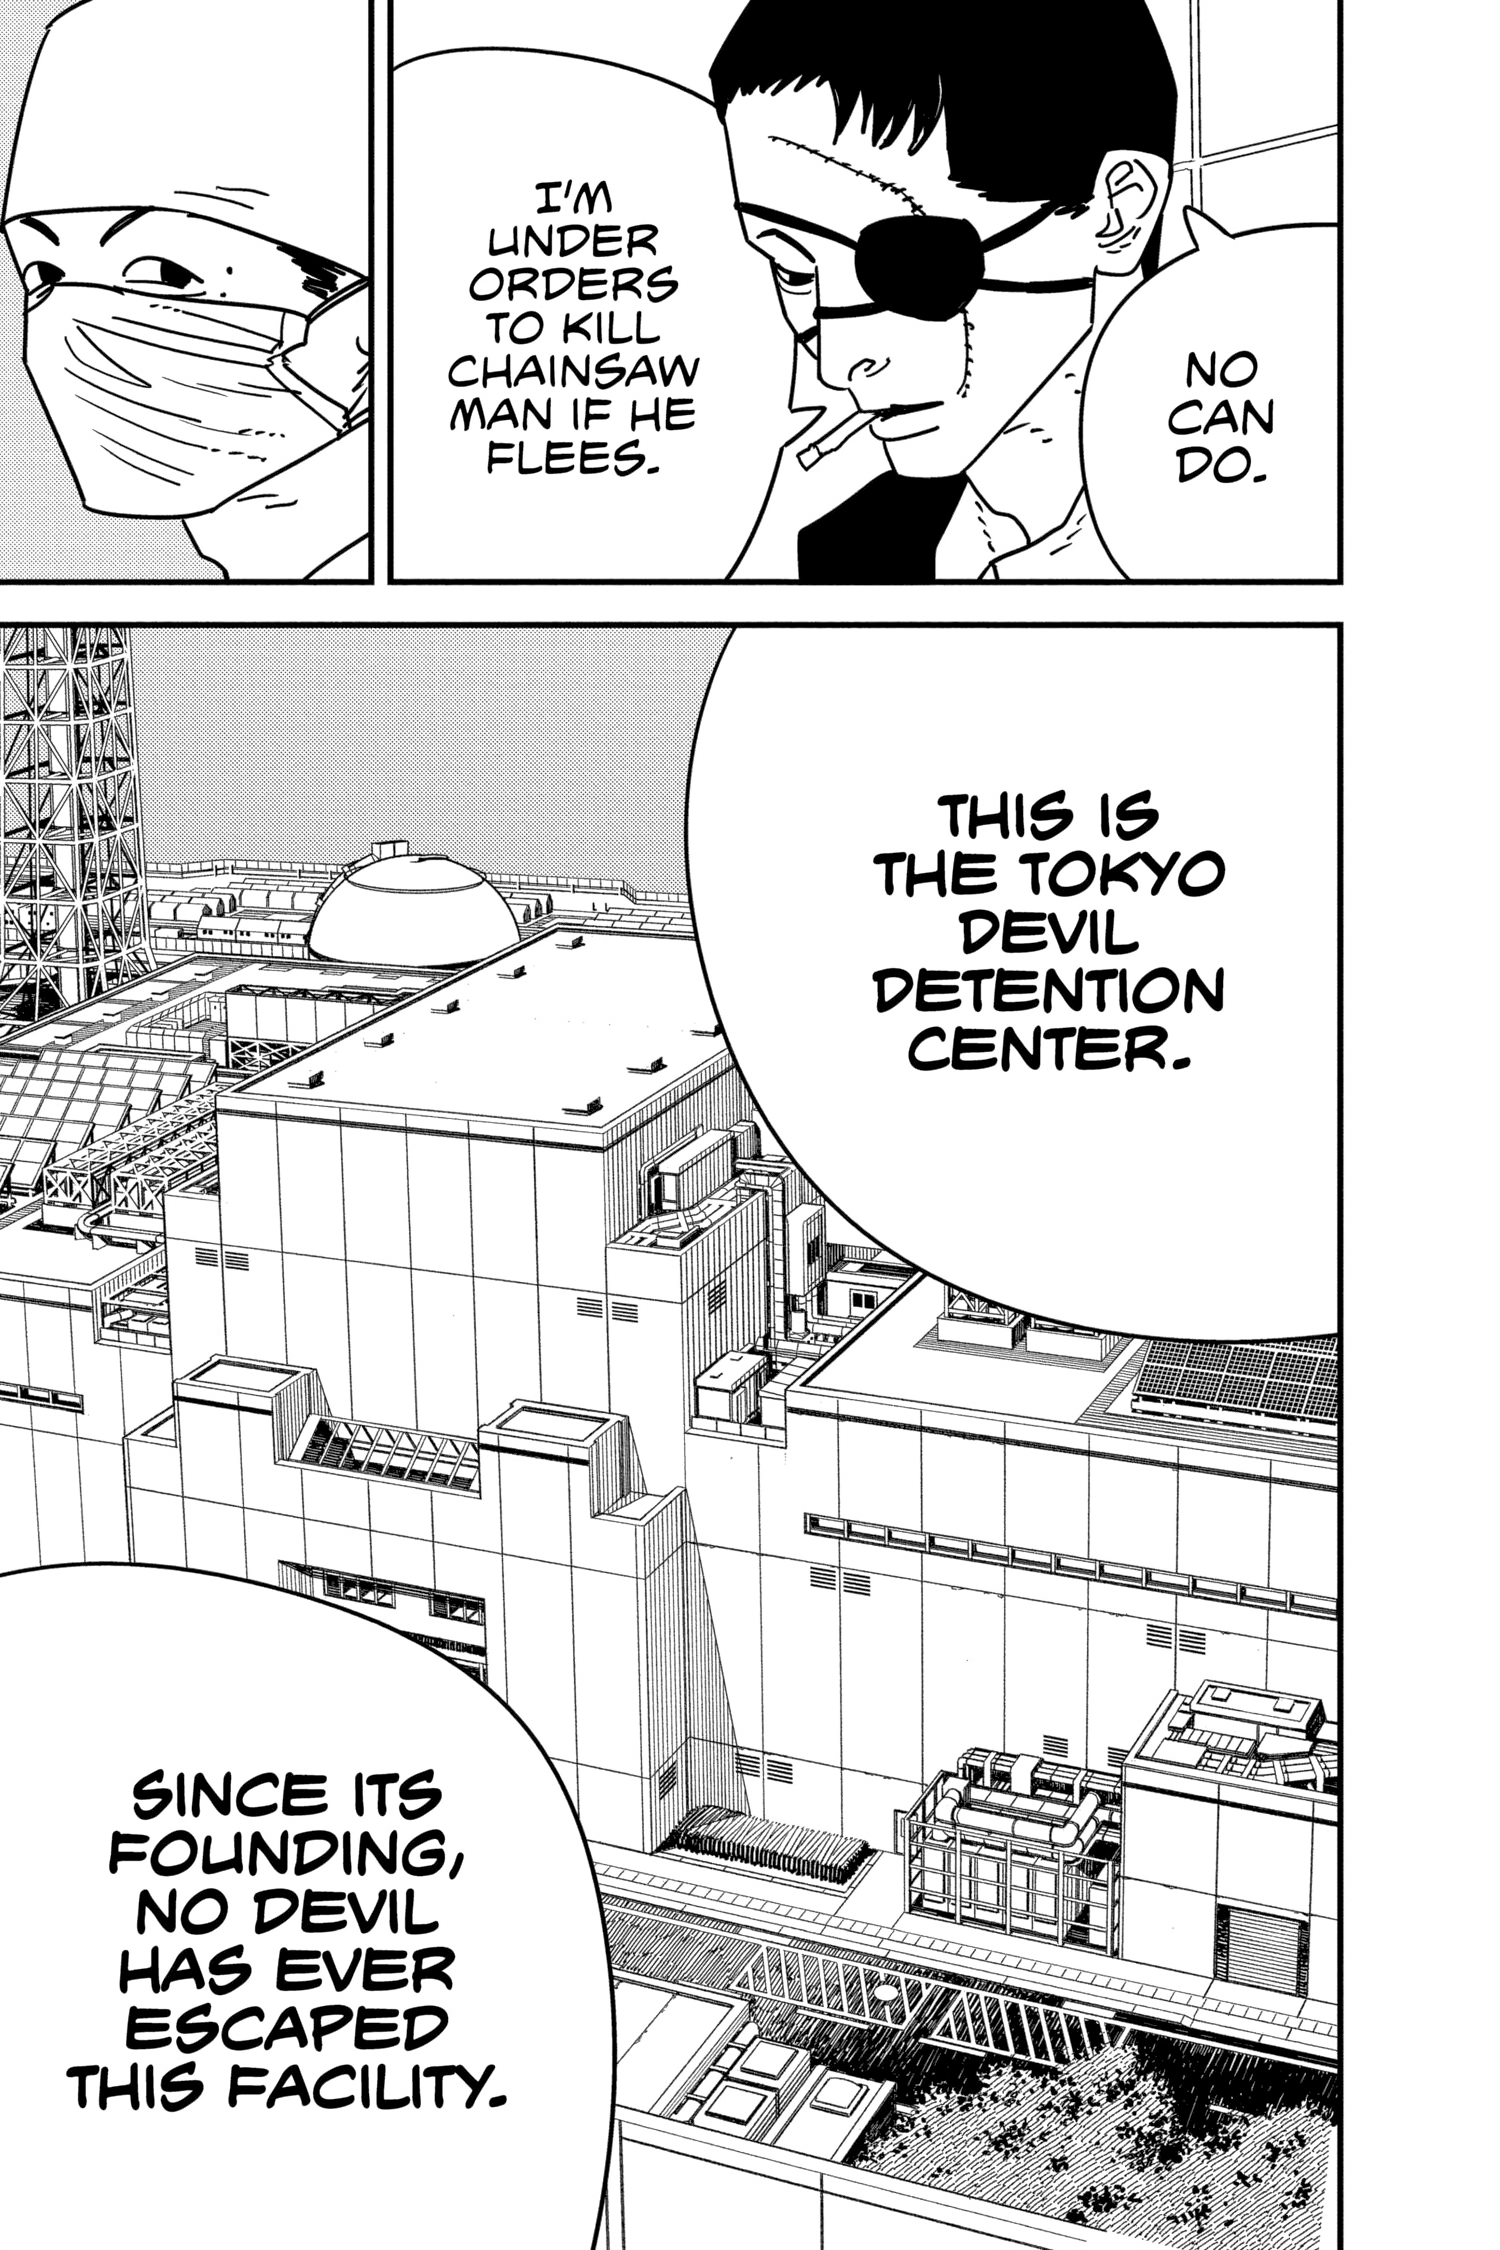 NO
CAN
DO.
I'M
UNDER
ORDERS
TO KILL
CHAINSAW
MAN IF HE
FLEES.
THIS IS
THE TOKYO
DEVIL
DETENTION
CENTER.
SINCE ITS
FOUNDING,
NO DEVIL
HAS EVER
ESCAPED
THIS FACILITY.